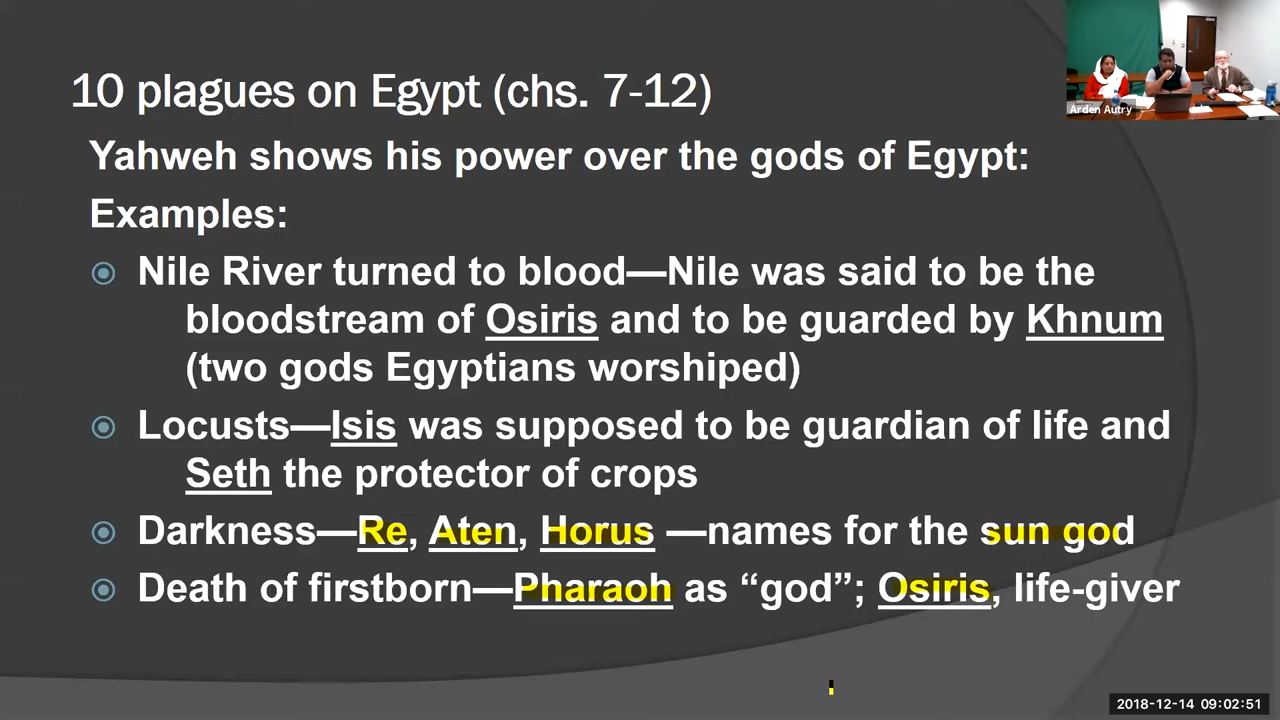 10 plagues on Egypt (chs. 7-12)
Arden Autry
Yahweh shows his power over the gods of Egypt:
Examples:
Nile River turned to blood—Nile was said to be the
bloodstream of Osiris and to be guarded by Khnum
(two gods Egyptians worshiped)
Locusts—Isis was supposed to be guardian of life and
Seth the protector of crops
Darkness—Re, Aten, Horus —names for the sun god
Death of firstborn—Pharaoh as “god”; Osiris, life-giver
2018-12-14 09:02:51